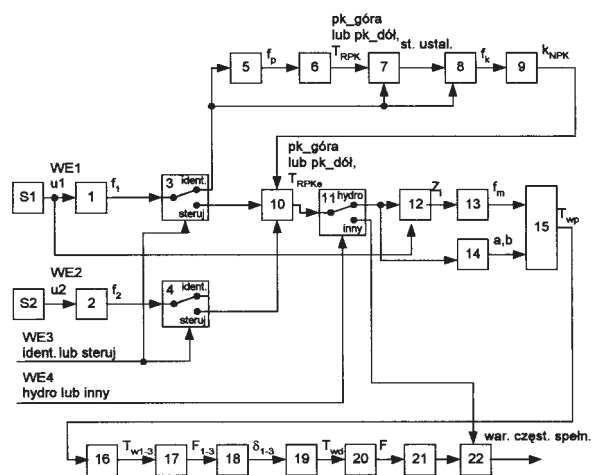 pk_góra
lub pk_dół,
5 f_p 6 T_RPK 7 st. ustal. 8 f_k 9 k_NPK
pk_góra
lub pk_dół,
T_RPKe
WE1
S1 u1 1 f_1 3 ident. steruj 10 11 hydro inny 12 Z_i 13 f_m 15 T_wp
14 a,b
WE2
S2 u2 2 f_2 4 ident. steruj
WE3
ident. lub steruj
WE4
hydro lub inny
war. częst. spełn.
16 T_w1-3 17 F_1-3 18 δ_1-3 19 T_wd 20 F 21 22